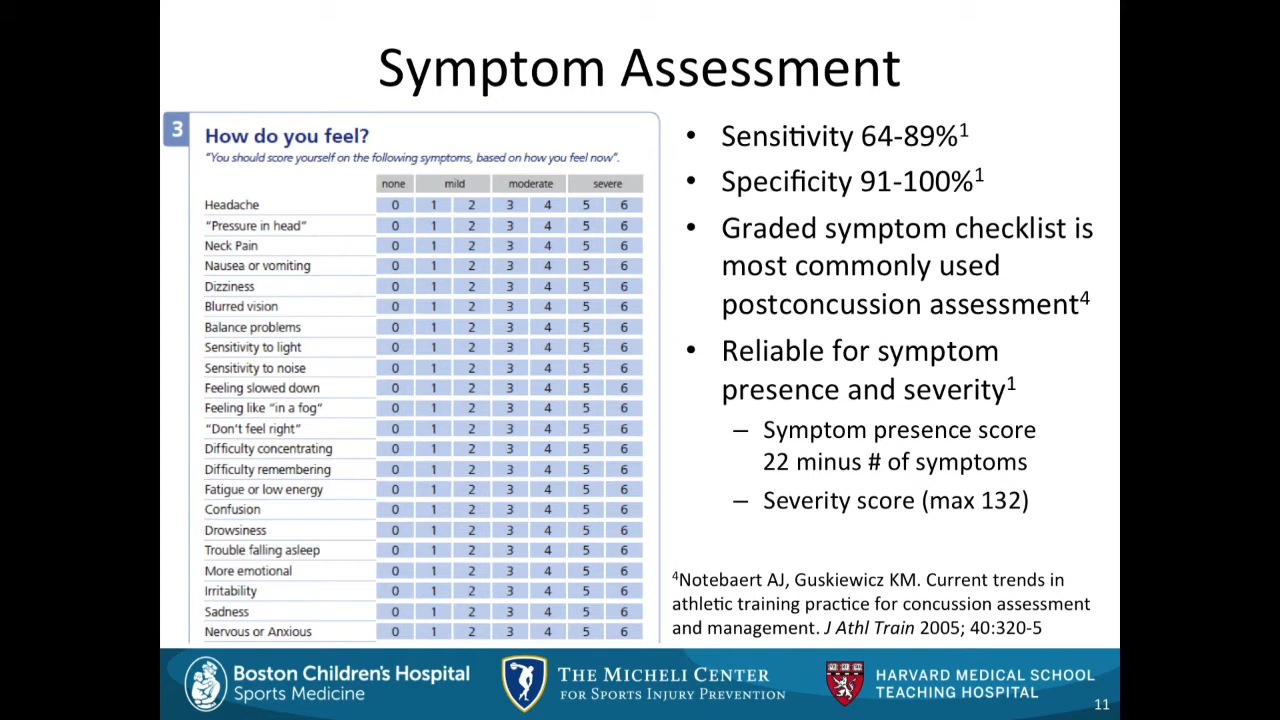 Symptom Assessment
3
How do you feel?
"You should score yourself on the following symptoms, based on how you feel now".
none mild moderate severe
Headache 0 1 2 3 4 5 6
"Pressure in head" 0 1 2 3 4 5 6
Neck Pain 0 1 2 3 4 5 6
Nausea or vomiting 0 1 2 3 4 5 6
Dizziness 0 1 2 3 4 5 6
Blurred vision 0 1 2 3 4 5 6
Balance problems 0 1 2 3 4 5 6
Sensitivity to light 0 1 2 3 4 5 6
Sensitivity to noise 0 1 2 3 4 5 6
Feeling slowed down 0 1 2 3 4 5 6
Feeling like "in a fog" 0 1 2 3 4 5 6
"Don't feel right" 0 1 2 3 4 5 6
Difficulty concentrating 0 1 2 3 4 5 6
Difficulty remembering 0 1 2 3 4 5 6
Fatigue or low energy 0 1 2 3 4 5 6
Confusion 0 1 2 3 4 5 6
Drowsiness 0 1 2 3 4 5 6
Trouble falling asleep 0 1 2 3 4 5 6
More emotional 0 1 2 3 4 5 6
Irritability 0 1 2 3 4 5 6
Sadness 0 1 2 3 4 5 6
Nervous or Anxious 0 1 2 3 4 5 6
• Sensitivity 64-89%¹
• Specificity 91-100%¹
• Graded symptom checklist is
most commonly used
postconcussion assessment⁴
• Reliable for symptom
presence and severity¹
– Symptom presence score
22 minus # of symptoms
– Severity score (max 132)
⁴Notebaert AJ, Guskiewicz KM. Current trends in
athletic training practice for concussion assessment
and management. J Athl Train 2005; 40:320-5
Boston Children's Hospital
Sports Medicine
THE MICHELI CENTER
FOR SPORTS INJURY PREVENTION
HARVARD MEDICAL SCHOOL
TEACHING HOSPITAL
11